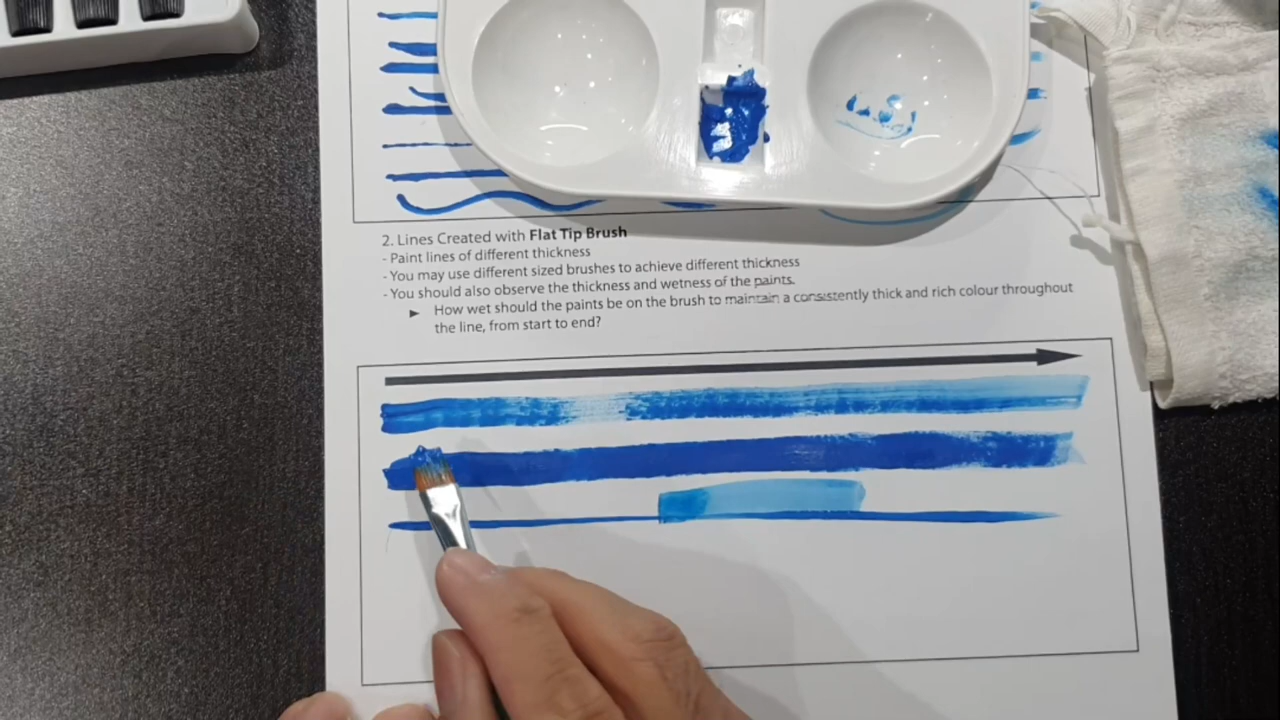 2. Lines Created with Flat Tip Brush
- Paint lines of different thickness
- You may use different sized brushes to achieve different thickness
- You should also observe the thickness and wetness of the paints.
► How wet should the paints be on the brush to maintain a consistently thick and rich colour throughout
the line, from start to end?